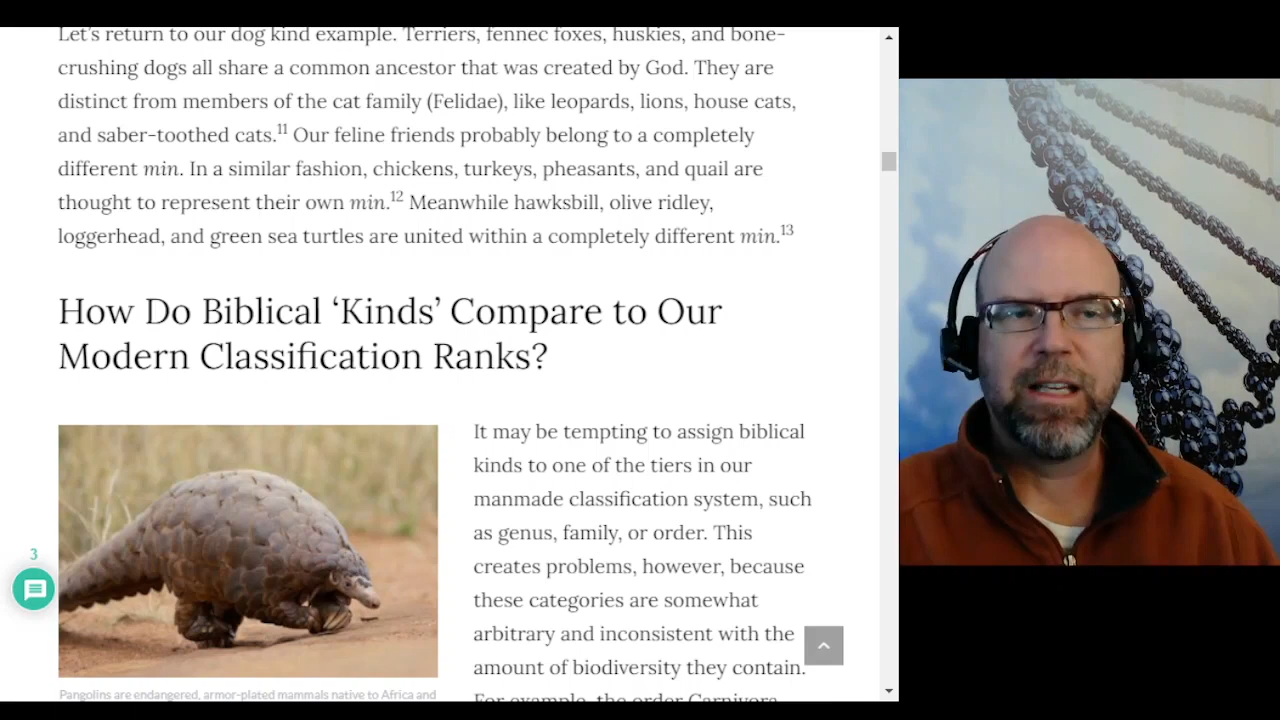 Let's return to our dog kind example. Terriers, fennec foxes, huskies, and bone-
crushing dogs all share a common ancestor that was created by God. They are
distinct from members of the cat family (Felidae), like leopards, lions, house cats,
and saber-toothed cats.11 Our feline friends probably belong to a completely
different min. In a similar fashion, chickens, turkeys, pheasants, and quail are
thought to represent their own min.12 Meanwhile hawksbill, olive ridley,
loggerhead, and green sea turtles are united within a completely different min.13
How Do Biblical ‘Kinds’ Compare to Our
Modern Classification Ranks?
It may be tempting to assign biblical
kinds to one of the tiers in our
manmade classification system, such
as genus, family, or order. This
creates problems, however, because
these categories are somewhat
arbitrary and inconsistent with the
amount of biodiversity they contain.
For example, the order Carnivora
3
Pangolins are endangered, armor-plated mammals native to Africa and